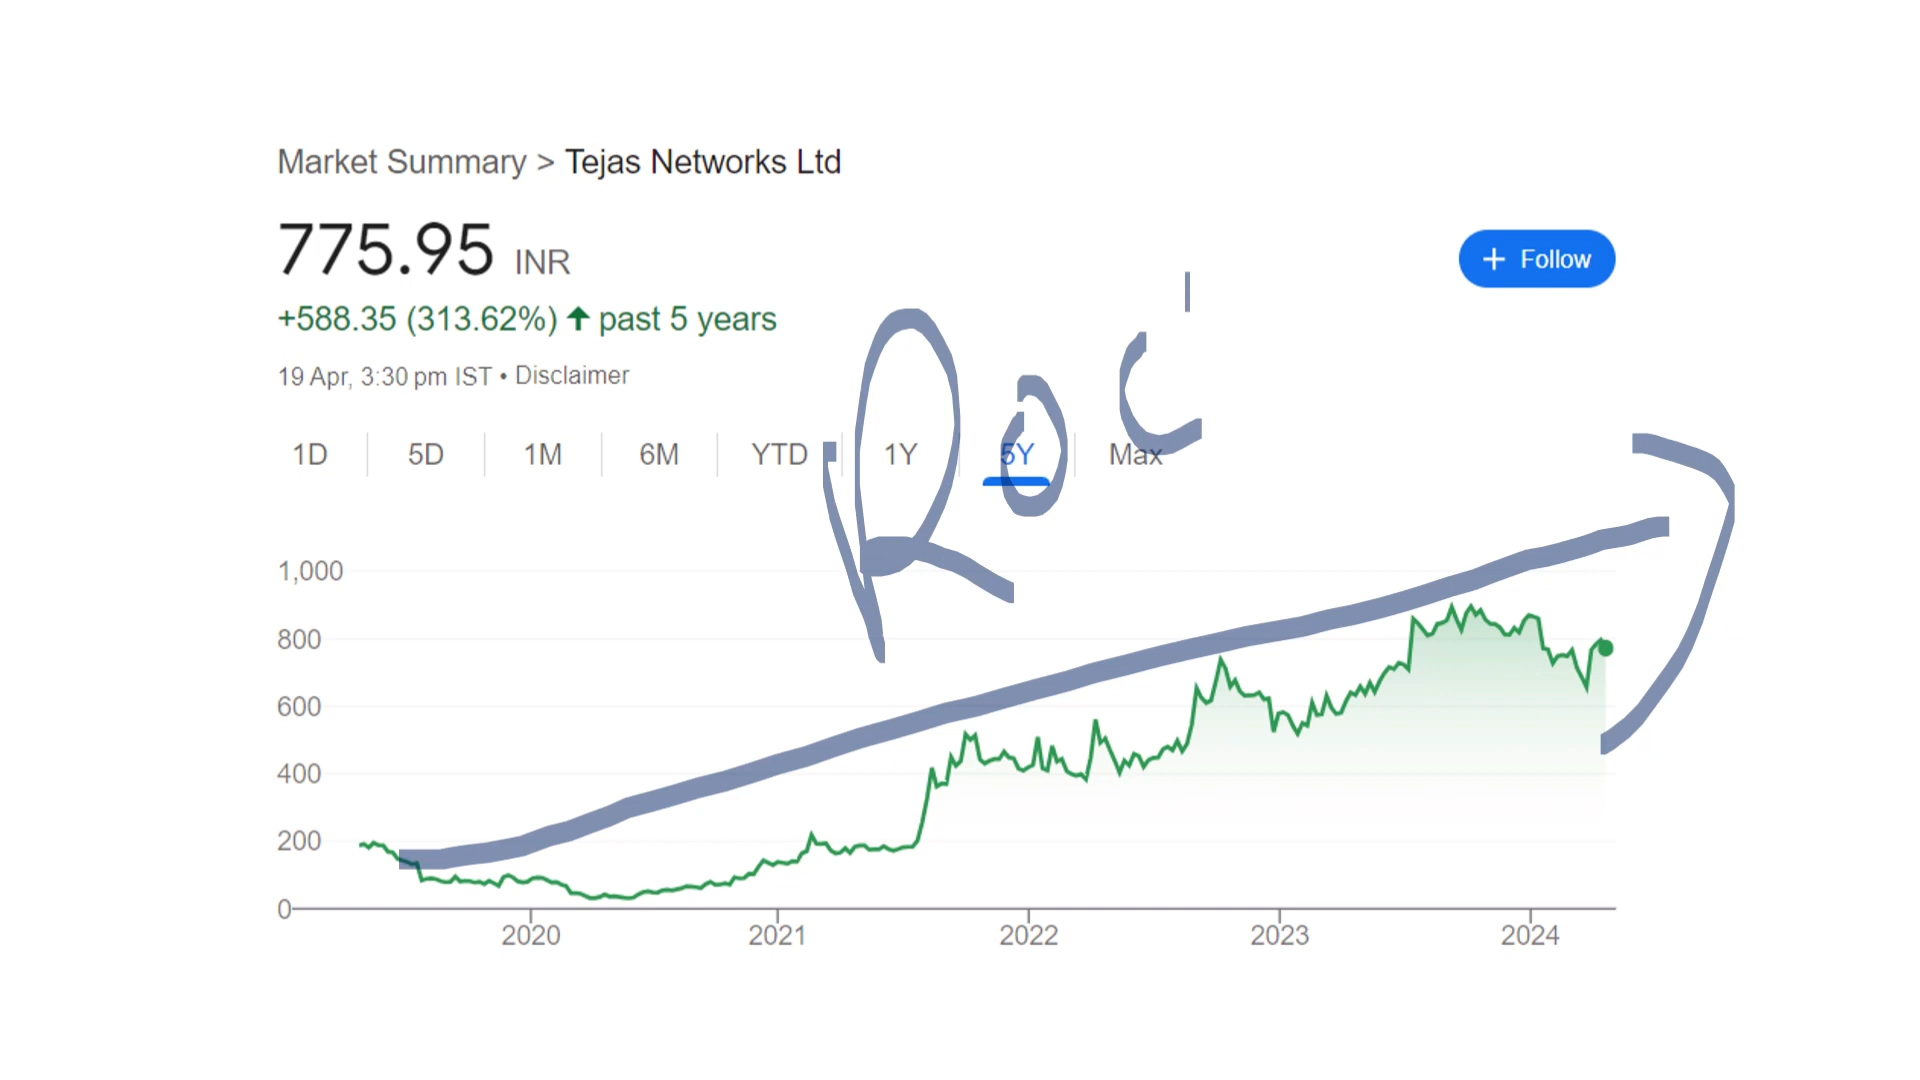 Market Summary > Tejas Networks Ltd
775.95 INR
+ Follow
+588.35 (313.62%) ↑ past 5 years
19 Apr, 3:30 pm IST • Disclaimer
Roc
1D 5D 1M 6M YTD 1Y 5Y Max
1,000
800
600
400
200
0
2020 2021 2022 2023 2024